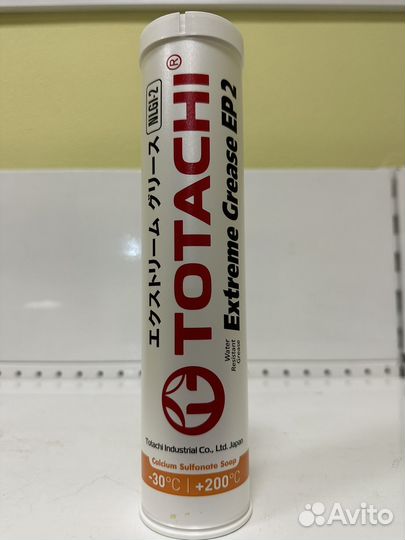 エクストリーム グリース NLGI-2
TOTACHI®
Extreme Grease EP2
Water
Resistant
Grease
Totachi Industrial Co., Ltd. Japan
Calcium Sulfonate Soap
-30°C | +200°C
Avito